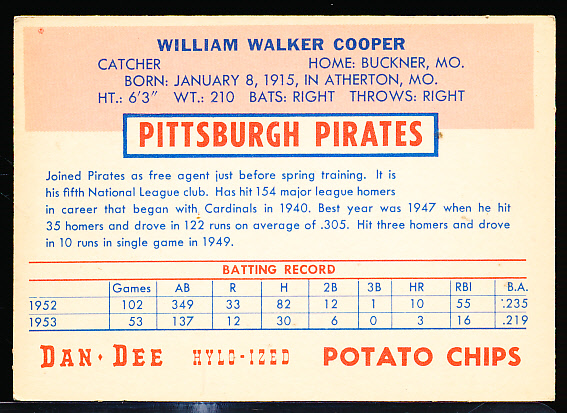 WILLIAM WALKER COOPER
CATCHER HOME: BUCKNER, MO.
BORN: JANUARY 8, 1915, IN ATHERTON, MO.
HT.: 6'3" WT.: 210 BATS: RIGHT THROWS: RIGHT
PITTSBURGH PIRATES
Joined Pirates as free agent just before spring training. It is
his fifth National League club. Has hit 154 major league homers
in career that began with Cardinals in 1940. Best year was 1947 when he hit
35 homers and drove in 122 runs on average of .305. Hit three homers and drove
in 10 runs in single game in 1949.
BATTING RECORD
Games AB R H 2B 3B HR RBI B.A.
1952 102 349 33 82 12 1 10 55 .235
1953 53 137 12 30 6 0 3 16 .219
DAN·DEE HYLO-IZED POTATO CHIPS